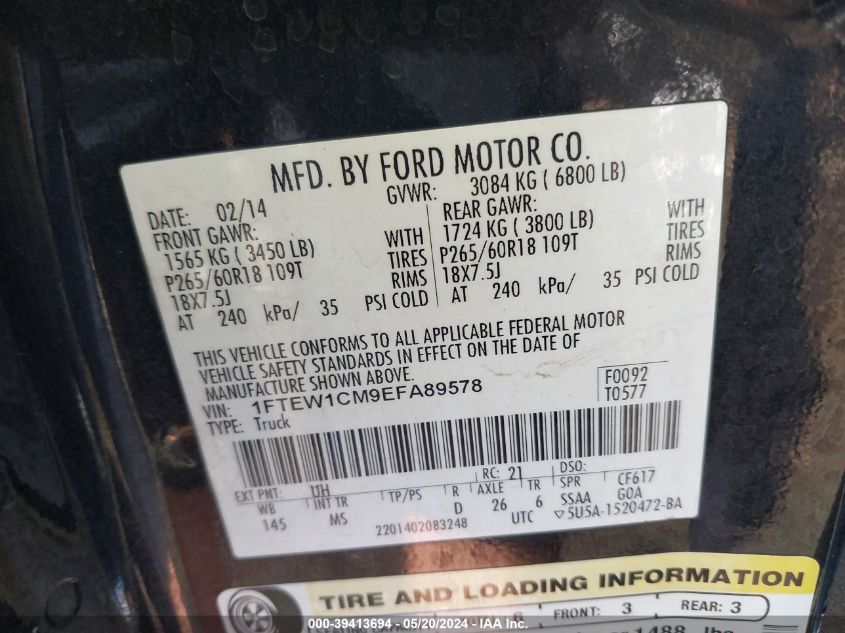 MFD. BY FORD MOTOR CO.
DATE: 02/14 GVWR: 3084 KG ( 6800 LB)
FRONT GAWR: REAR GAWR:
1565 KG ( 3450 LB) WITH 1724 KG ( 3800 LB) WITH
P265/60R18 109T TIRES P265/60R18 109T TIRES
18X7.5J RIMS 18X7.5J RIMS
AT 240 kPa/ 35 PSI COLD AT 240 kPa/ 35 PSI COLD
THIS VEHICLE CONFORMS TO ALL APPLICABLE FEDERAL MOTOR
VEHICLE SAFETY STANDARDS IN EFFECT ON THE DATE OF
MANUFACTURE SHOWN ABOVE.
VIN: 1FTEW1CM9EFA89578 F0092
TYPE: Truck T0577
EXT PNT: UH RC: 21 DSO:
WB INT TR TP/PS R AXLE TR SPR CF617
145 MS D 26 6 SSAA GOA
2201402083248 UTC ▽5U5A-1520472-BA
TIRE AND LOADING INFORMATION
FRONT: 3 REAR: 3
1488 lbs
000-39413694 - 05/20/2024 - IAA Inc.